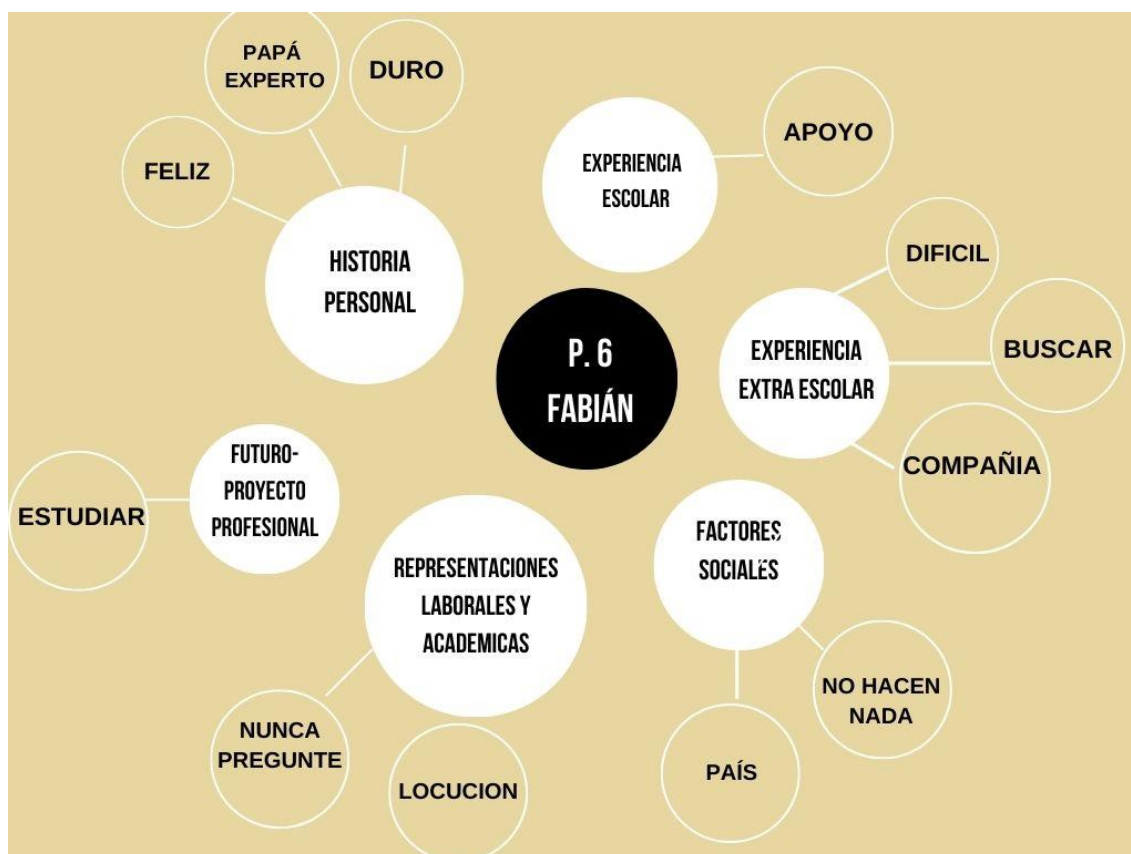 PAPÁ
EXPERTO
DURO
FELIZ
HISTORIA
PERSONAL
EXPERIENCIA
ESCOLAR
APOYO
DIFICIL
BUSCAR
EXPERIENCIA
EXTRA ESCOLAR
COMPAÑIA
P. 6
FABIÁN
FUTURO-
PROYECTO
PROFESIONAL
ESTUDIAR
REPRESENTACIONES
LABORALES Y
ACADEMICAS
NUNCA
PREGUNTE
LOCUCION
FACTORES
SOCIALES
NO HACEN
NADA
PAÍS